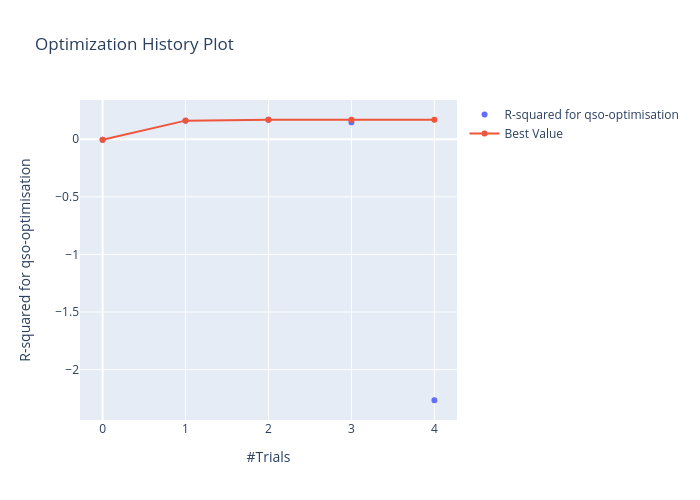 Optimization History Plot
R-squared for qso-optimisation
Best Value
0
−0.5
−1
−1.5
−2
R-squared for qso-optimisation
0 1 2 3 4
#Trials